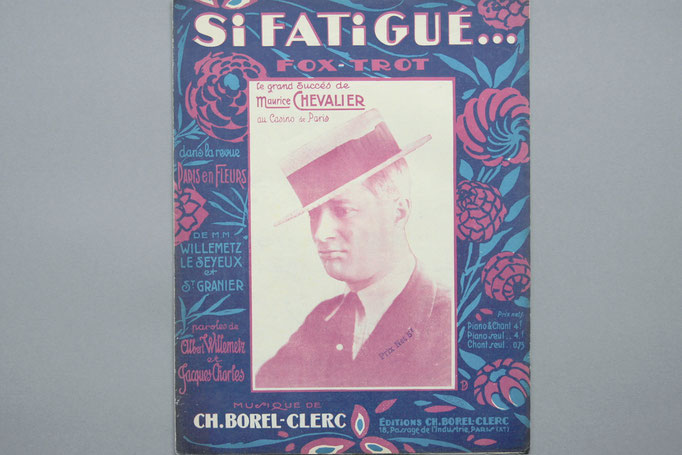 Si FATiGUÉ...
FOX-TROT
Le grand Succés de
Maurice CHEVALIER
au Casino de Paris
dans la revue
PARIS en FLEURS
DE M.M.
WILLEMETZ
LE SEYEUX
et
ST GRANIER
paroles de
Albert Willemetz
et
Jacques Charles
MUSIQUE DE
CH. BOREL-CLERC
Prix nets
Piano & Chant 4f
Piano seul .. 4f
Chant seul .. 0,75
EDITIONS CH. BOREL-CLERC
18, Passage de l'Industrie, PARIS (Xe)